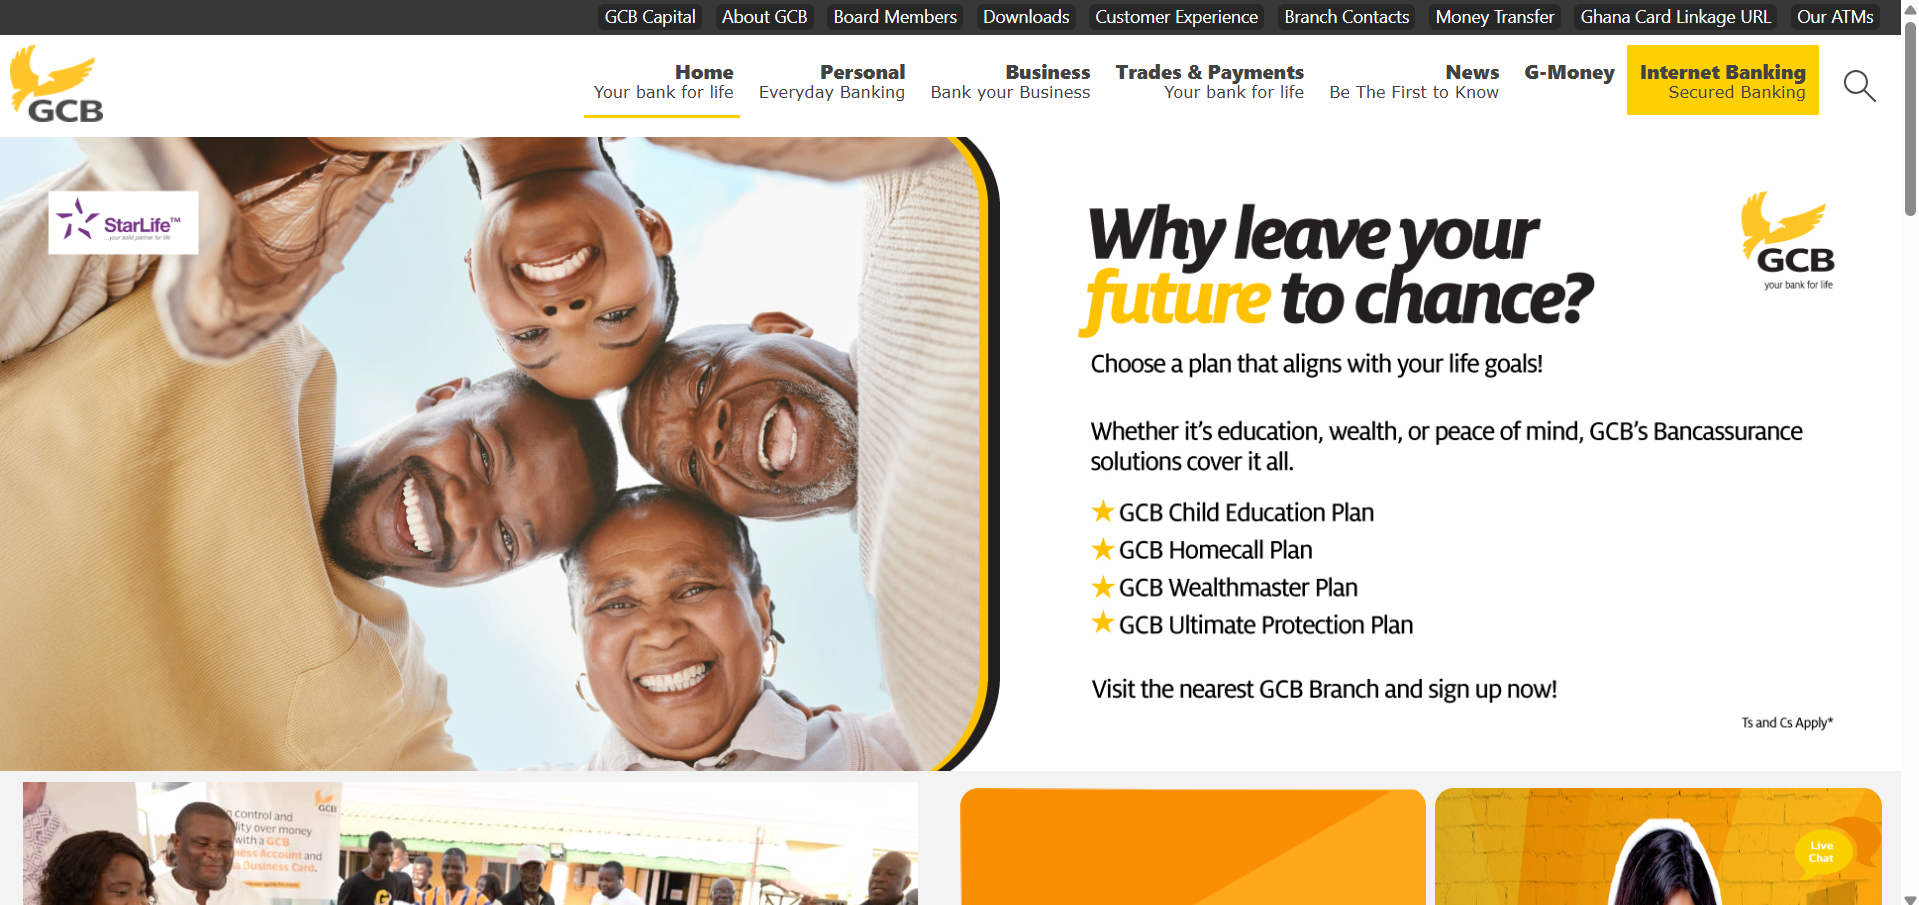 GCB Capital
About GCB
Board Members
Downloads
Customer Experience
Branch Contacts
Money Transfer
Ghana Card Linkage URL
Our ATMs
GCB
Home
Your bank for life
Personal
Everyday Banking
Business
Bank your Business
Trades & Payments
Your bank for life
News
Be The First to Know
G-Money
Internet Banking
Secured Banking
StarLife™
...your solid partner for life
Why leave your
future to chance?
GCB
your bank for life
Choose a plan that aligns with your life goals!
Whether it's education, wealth, or peace of mind, GCB's Bancassurance
solutions cover it all.
★ GCB Child Education Plan
★ GCB Homecall Plan
★ GCB Wealthmaster Plan
★ GCB Ultimate Protection Plan
Visit the nearest GCB Branch and sign up now!
Ts and Cs Apply*
GCB
control and
ity over money
with a GCB
ness Account and
a Business Card.
Live
Chat